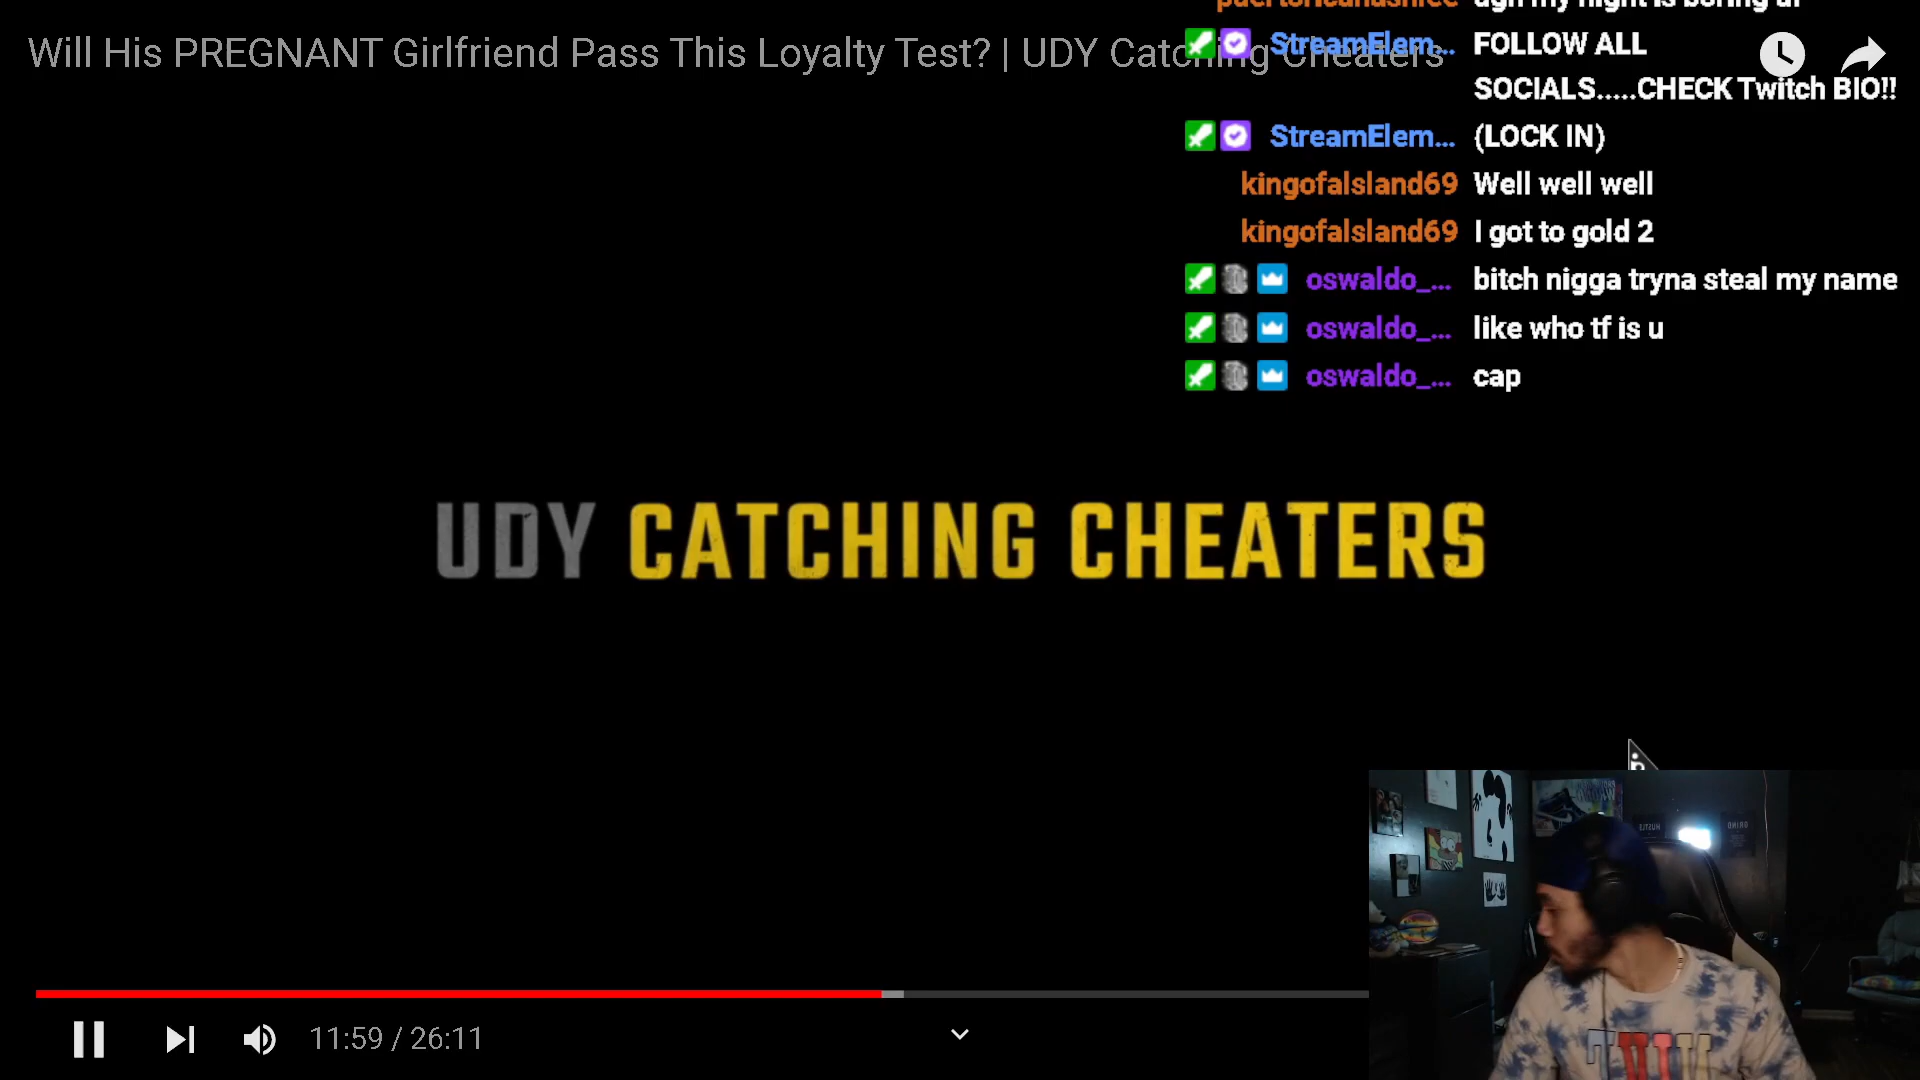 Will His PREGNANT Girlfriend Pass This Loyalty Test? | UDY Catching Cheaters
StreamElem... FOLLOW ALL
SOCIALS.....CHECK Twitch BIO!!
StreamElem... (LOCK IN)
kingofalsland69 Well well well
kingofalsland69 I got to gold 2
oswaldo_... bitch nigga tryna steal my name
oswaldo_... like who tf is u
oswaldo_... cap
UDY CATCHING CHEATERS
HUSTLE
GRIND
11:59 / 26:11